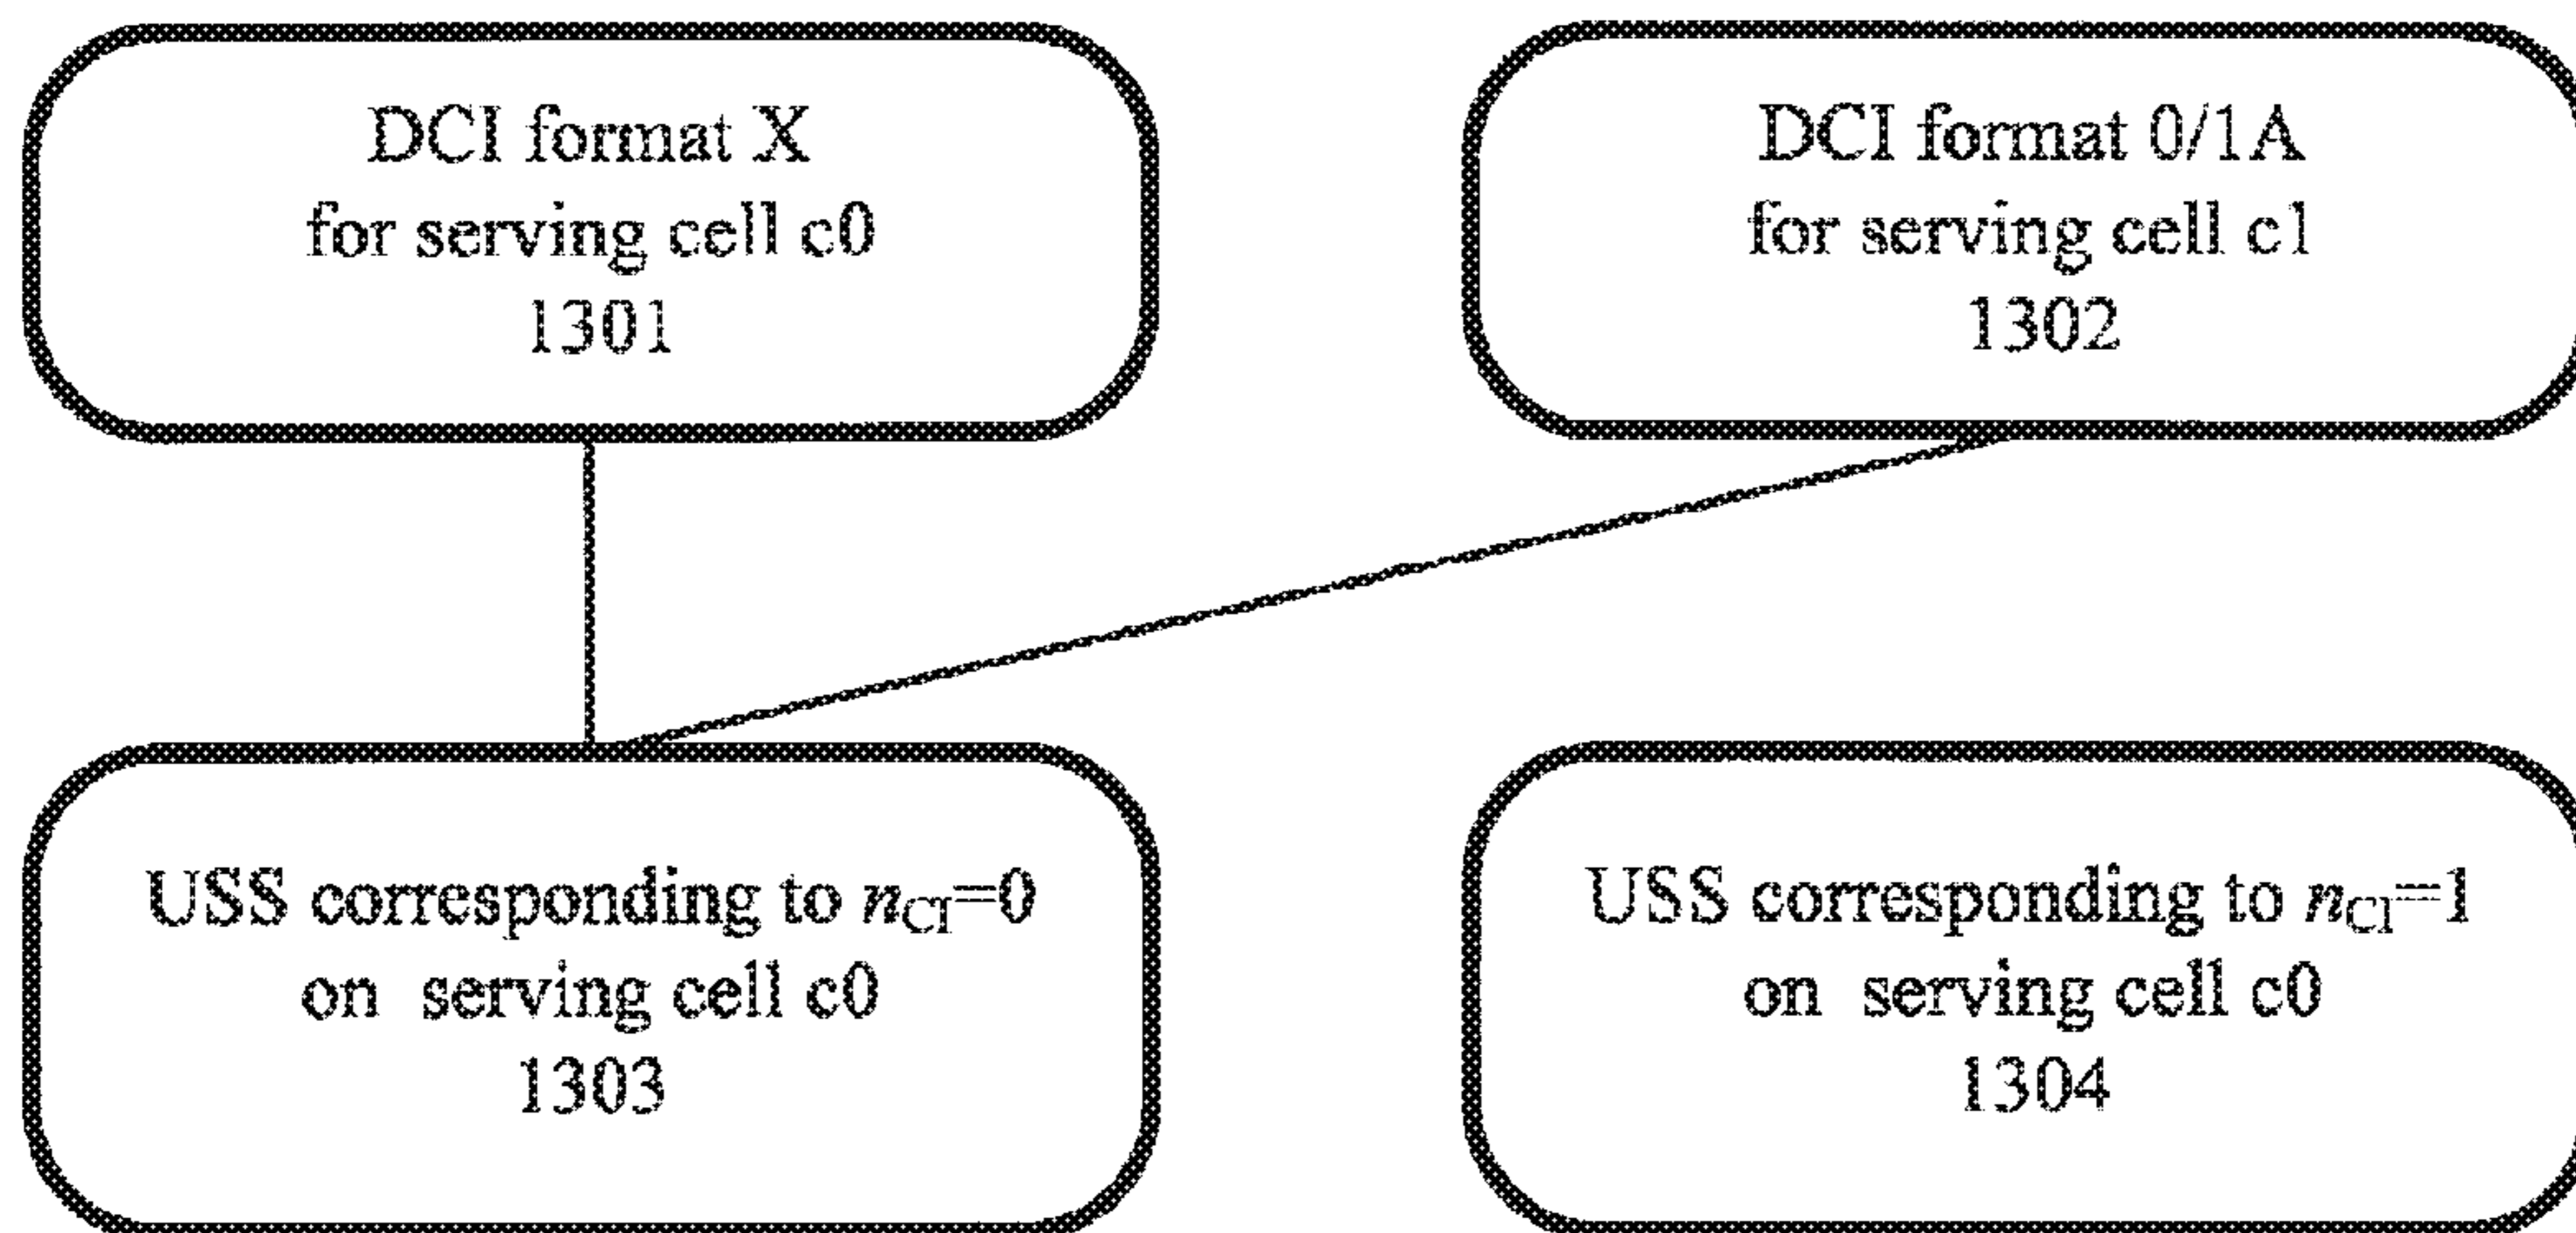 DCI format X
for serving cell c0
1301
DCI format 0/1A
for serving cell c1
1302
USS corresponding to nCI=0
on serving cell c0
1303
USS corresponding to nCI=1
on serving cell c0
1304